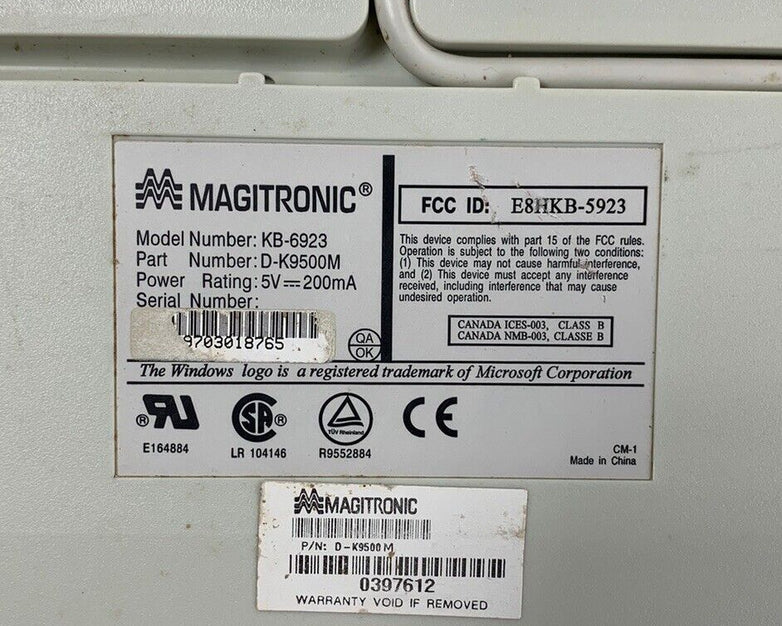 MAGITRONIC®
Model Number: KB-6923
Part Number: D-K9500M
Power Rating: 5V⎓200mA
Serial Number:
9703018765
QA
OK
FCC ID: E8HKB-5923
This device complies with part 15 of the FCC rules.
Operation is subject to the following two conditions:
(1) This device may not cause harmful interference,
and (2) This device must accept any interference
received, including interference that may cause
undesired operation.
CANADA ICES-003, CLASS B
CANADA NMB-003, CLASSE B
The Windows logo is a registered trademark of Microsoft Corporation
®
E164884
SA®
LR 104146
TÜV Rheinland
R9552884
CE
CM-1
Made in China
MAGITRONIC
P/N: D-K9500M
0397612
WARRANTY VOID IF REMOVED